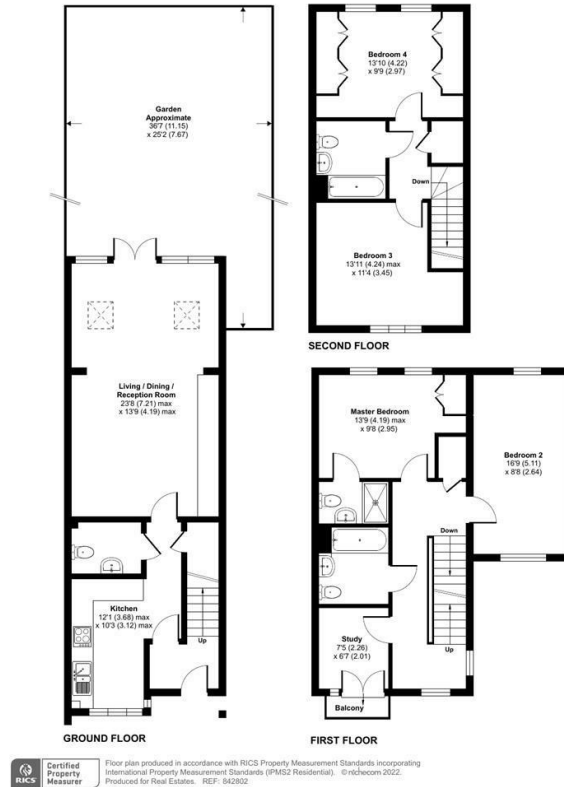 Garden
Approximate
36'7 (11.15)
x 25'2 (7.67)
Living / Dining /
Reception Room
23'8 (7.21) max
x 13'9 (4.19) max
Kitchen
12'1 (3.68) max
x 10'3 (3.12) max
Up
GROUND FLOOR
Bedroom 4
13'10 (4.22)
x 9'9 (2.97)
Down
Bedroom 3
13'11 (4.24) max
x 11'4 (3.45)
SECOND FLOOR
Master Bedroom
13'9 (4.19) max
x 9'8 (2.95)
Bedroom 2
16'9 (5.11)
x 8'8 (2.64)
Down
Up
Study
7'5 (2.26)
x 6'7 (2.01)
Balcony
FIRST FLOOR
RICS
Certified
Property
Measurer
Floor plan produced in accordance with RICS Property Measurement Standards incorporating
International Property Measurement Standards (IPMS2 Residential). ©nichecom 2022.
Produced for Real Estates. REF: 842802